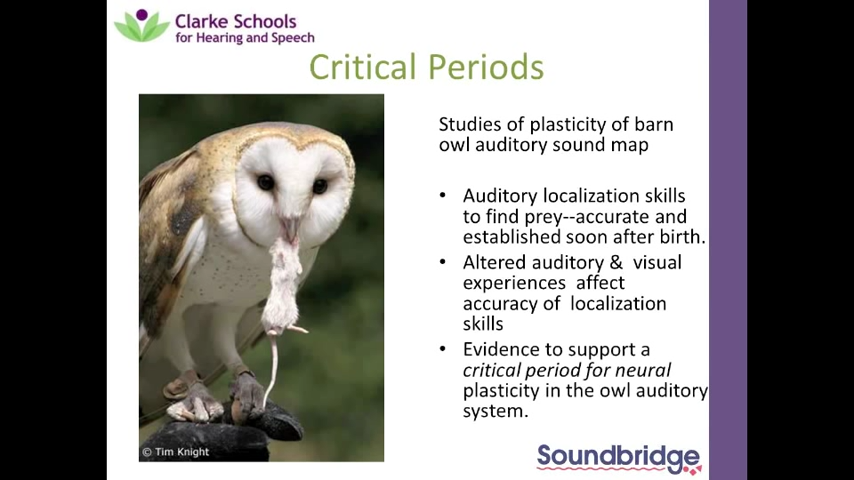 Clarke Schools
for Hearing and Speech
Critical Periods
Studies of plasticity of barn
owl auditory sound map
• Auditory localization skills
to find prey--accurate and
established soon after birth.
• Altered auditory & visual
experiences affect
accuracy of localization
skills
• Evidence to support a
critical period for neural
plasticity in the owl auditory
system.
© Tim Knight
Soundbridge